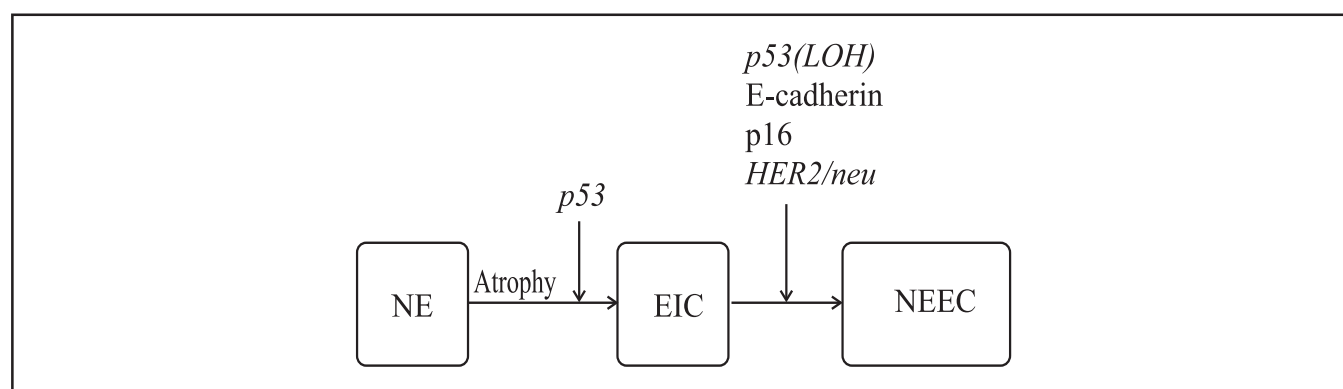 p53(LOH)
E-cadherin
p16
HER2/neu
p53
Atrophy
NE
EIC
NEEC